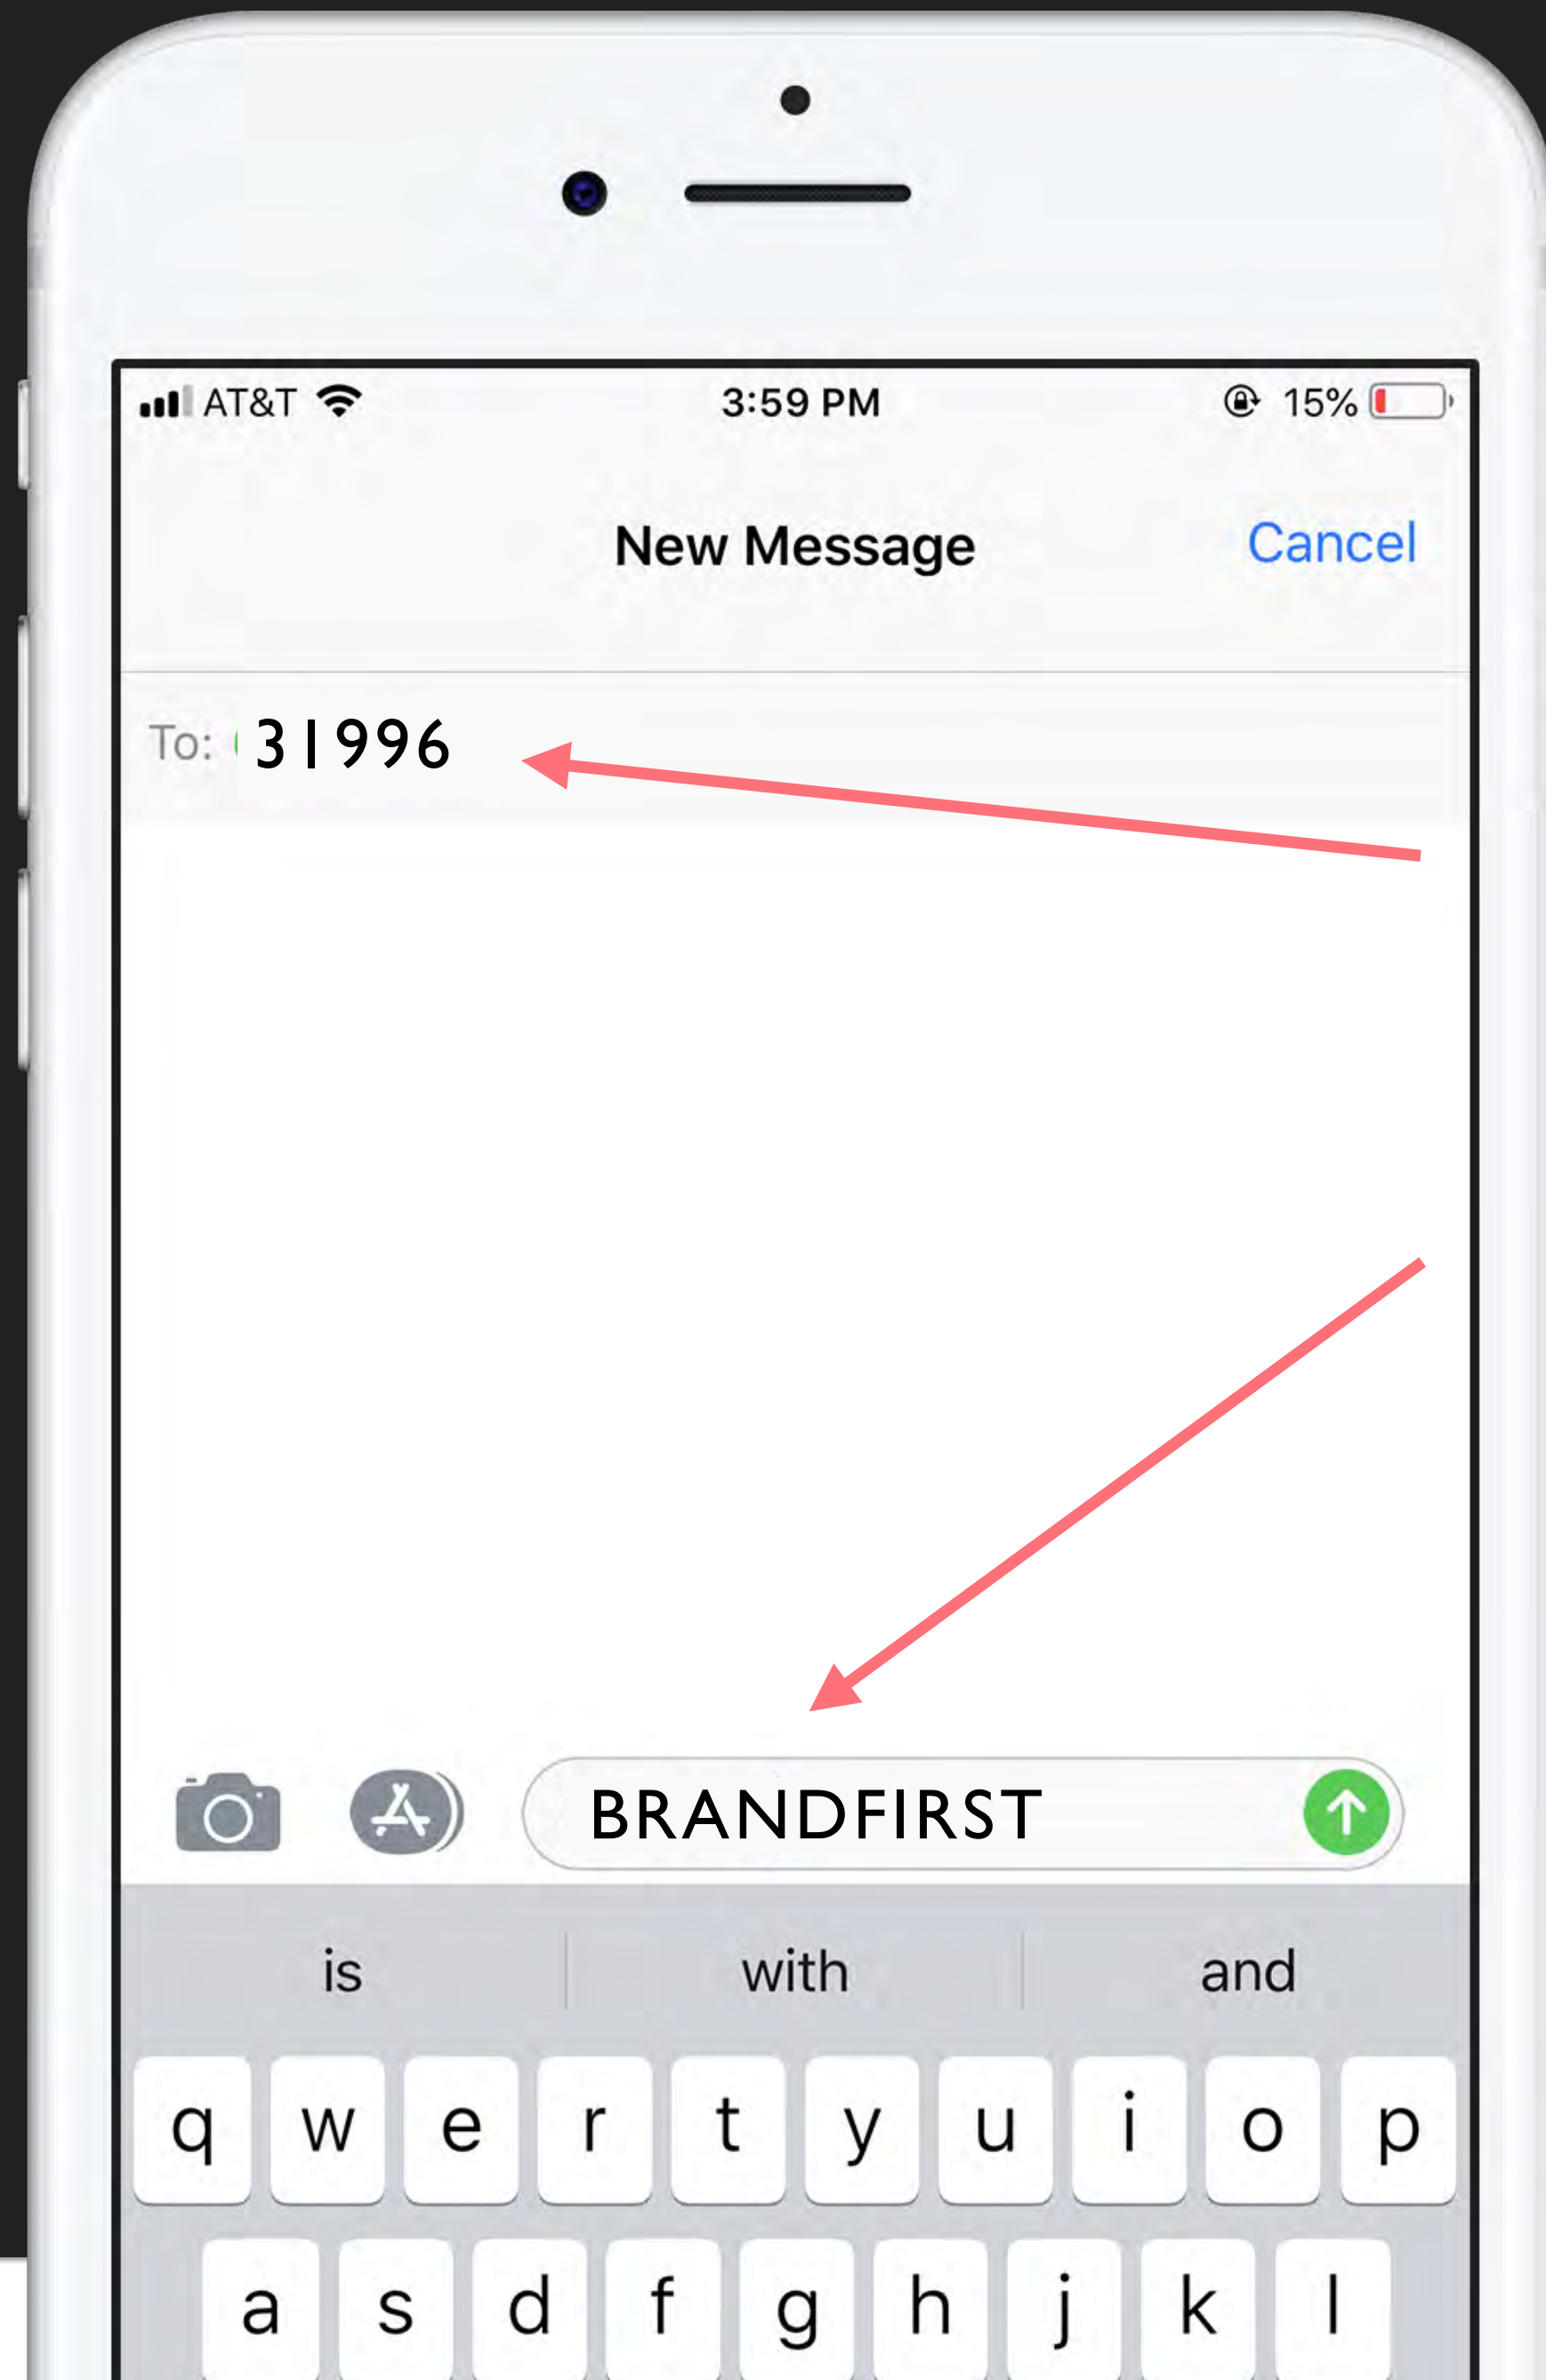 AT&T 3:59 PM 15%
New Message Cancel
To: 31996
BRANDFIRST
is with and
q w e r t y u i o p
a s d f g h j k l